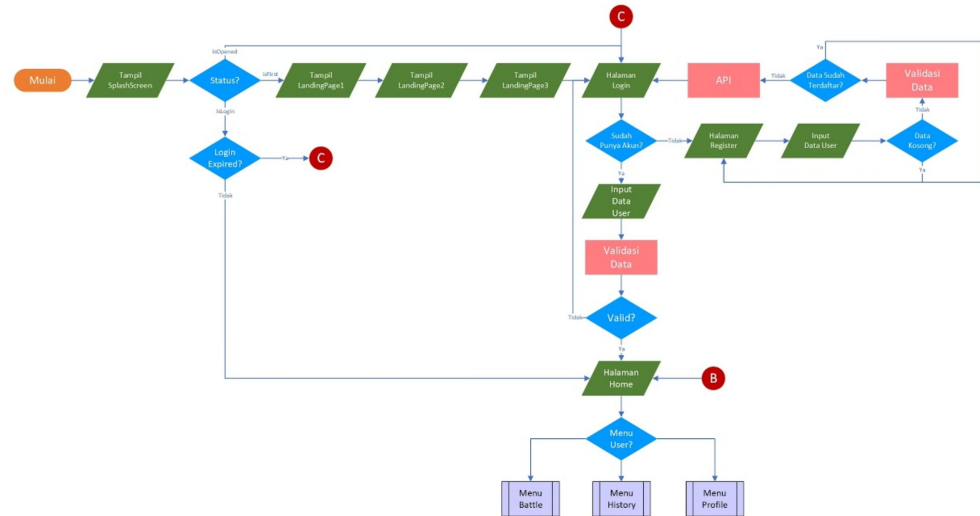 C
IsOpened
Ya
Mulai
Tampil
SplashScreen
Status?
IsFirst
Tampil
LandingPage1
Tampil
LandingPage2
Tampil
LandingPage3
Halaman
Login
API
Tidak
Data Sudah
Terdaftar?
Validasi
Data
IsLogin
Tidak
Login
Expired?
Ya
C
Sudah
Punya Akun?
Tidak
Halaman
Register
Input
Data User
Data
Kosong?
Ya
Ya
Tidak
Input
Data
User
Validasi
Data
Tidak
Valid?
Ya
Halaman
Home
B
Menu
User?
Menu
Battle
Menu
History
Menu
Profile